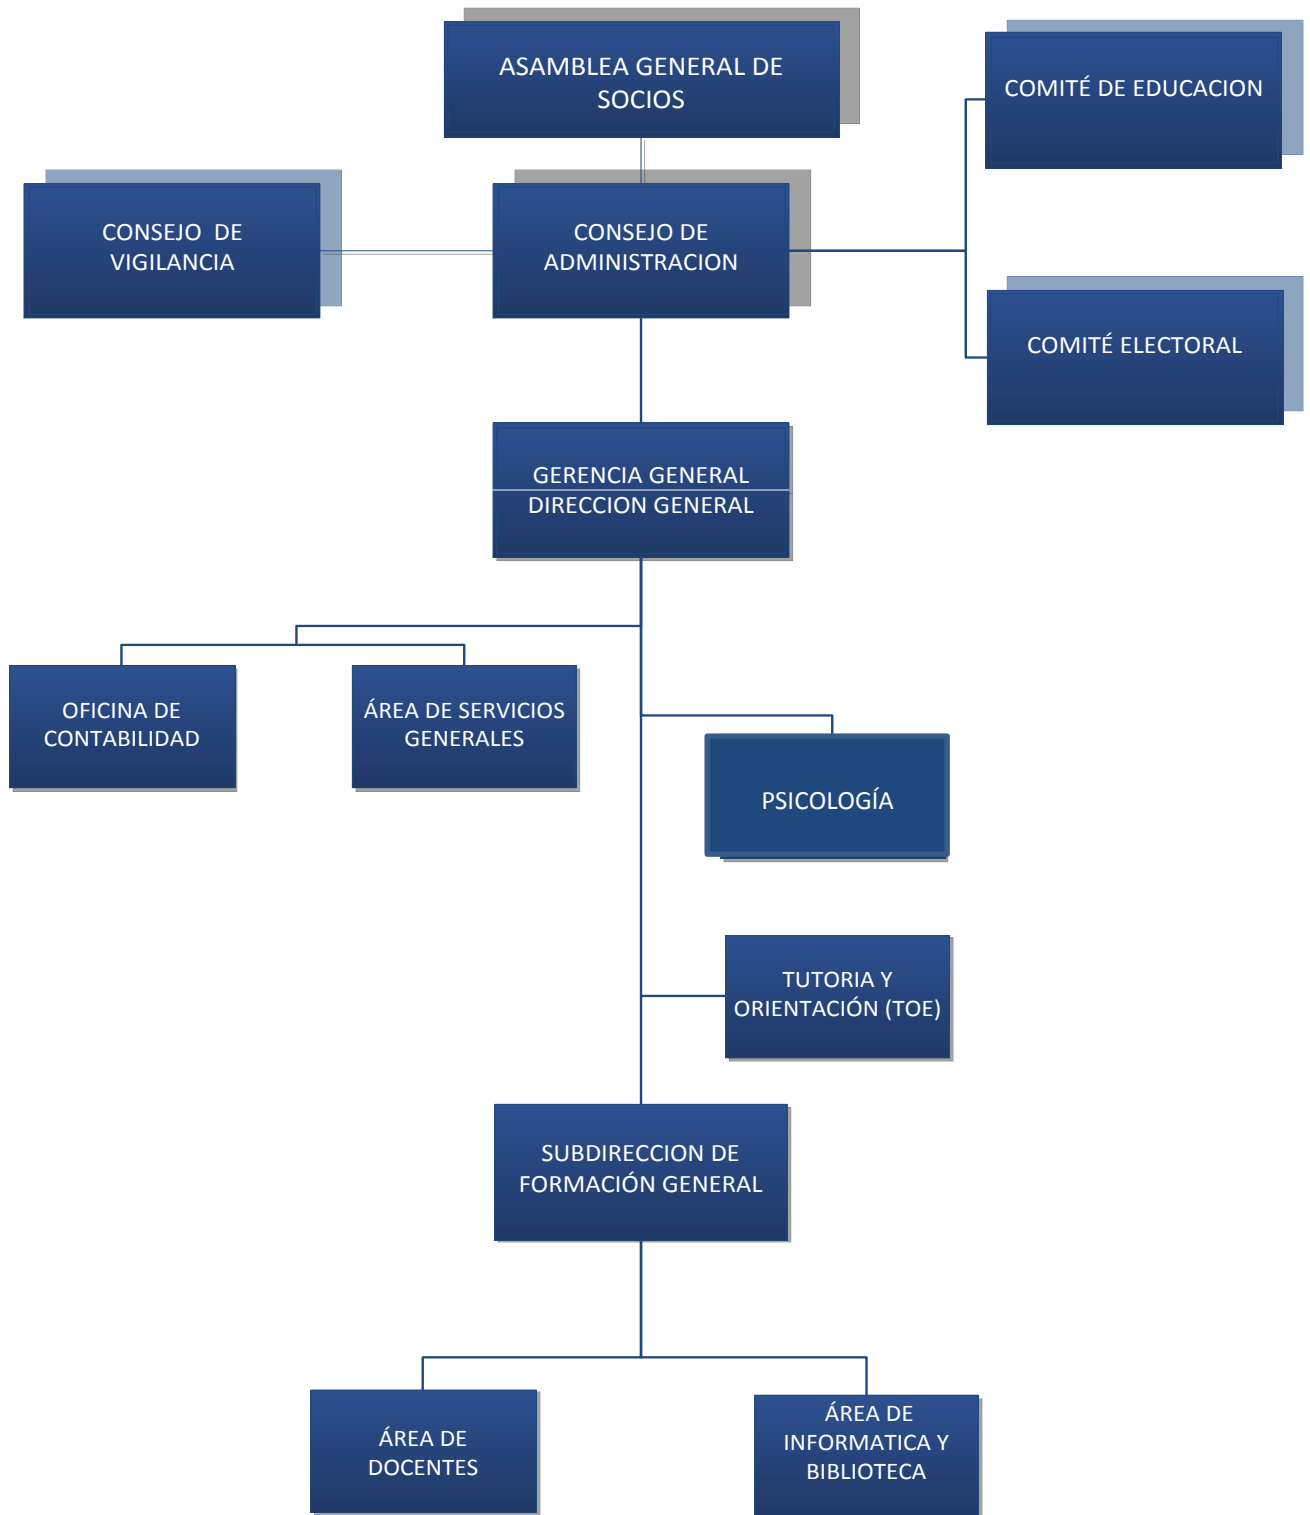 ASAMBLEA GENERAL DE
SOCIOS
COMITÉ DE EDUCACION
CONSEJO DE
VIGILANCIA
CONSEJO DE
ADMINISTRACION
COMITÉ ELECTORAL
GERENCIA GENERAL
DIRECCION GENERAL
OFICINA DE
CONTABILIDAD
ÁREA DE SERVICIOS
GENERALES
PSICOLOGÍA
TUTORIA Y
ORIENTACIÓN (TOE)
SUBDIRECCION DE
FORMACIÓN GENERAL
ÁREA DE
DOCENTES
ÁREA DE
INFORMATICA Y
BIBLIOTECA